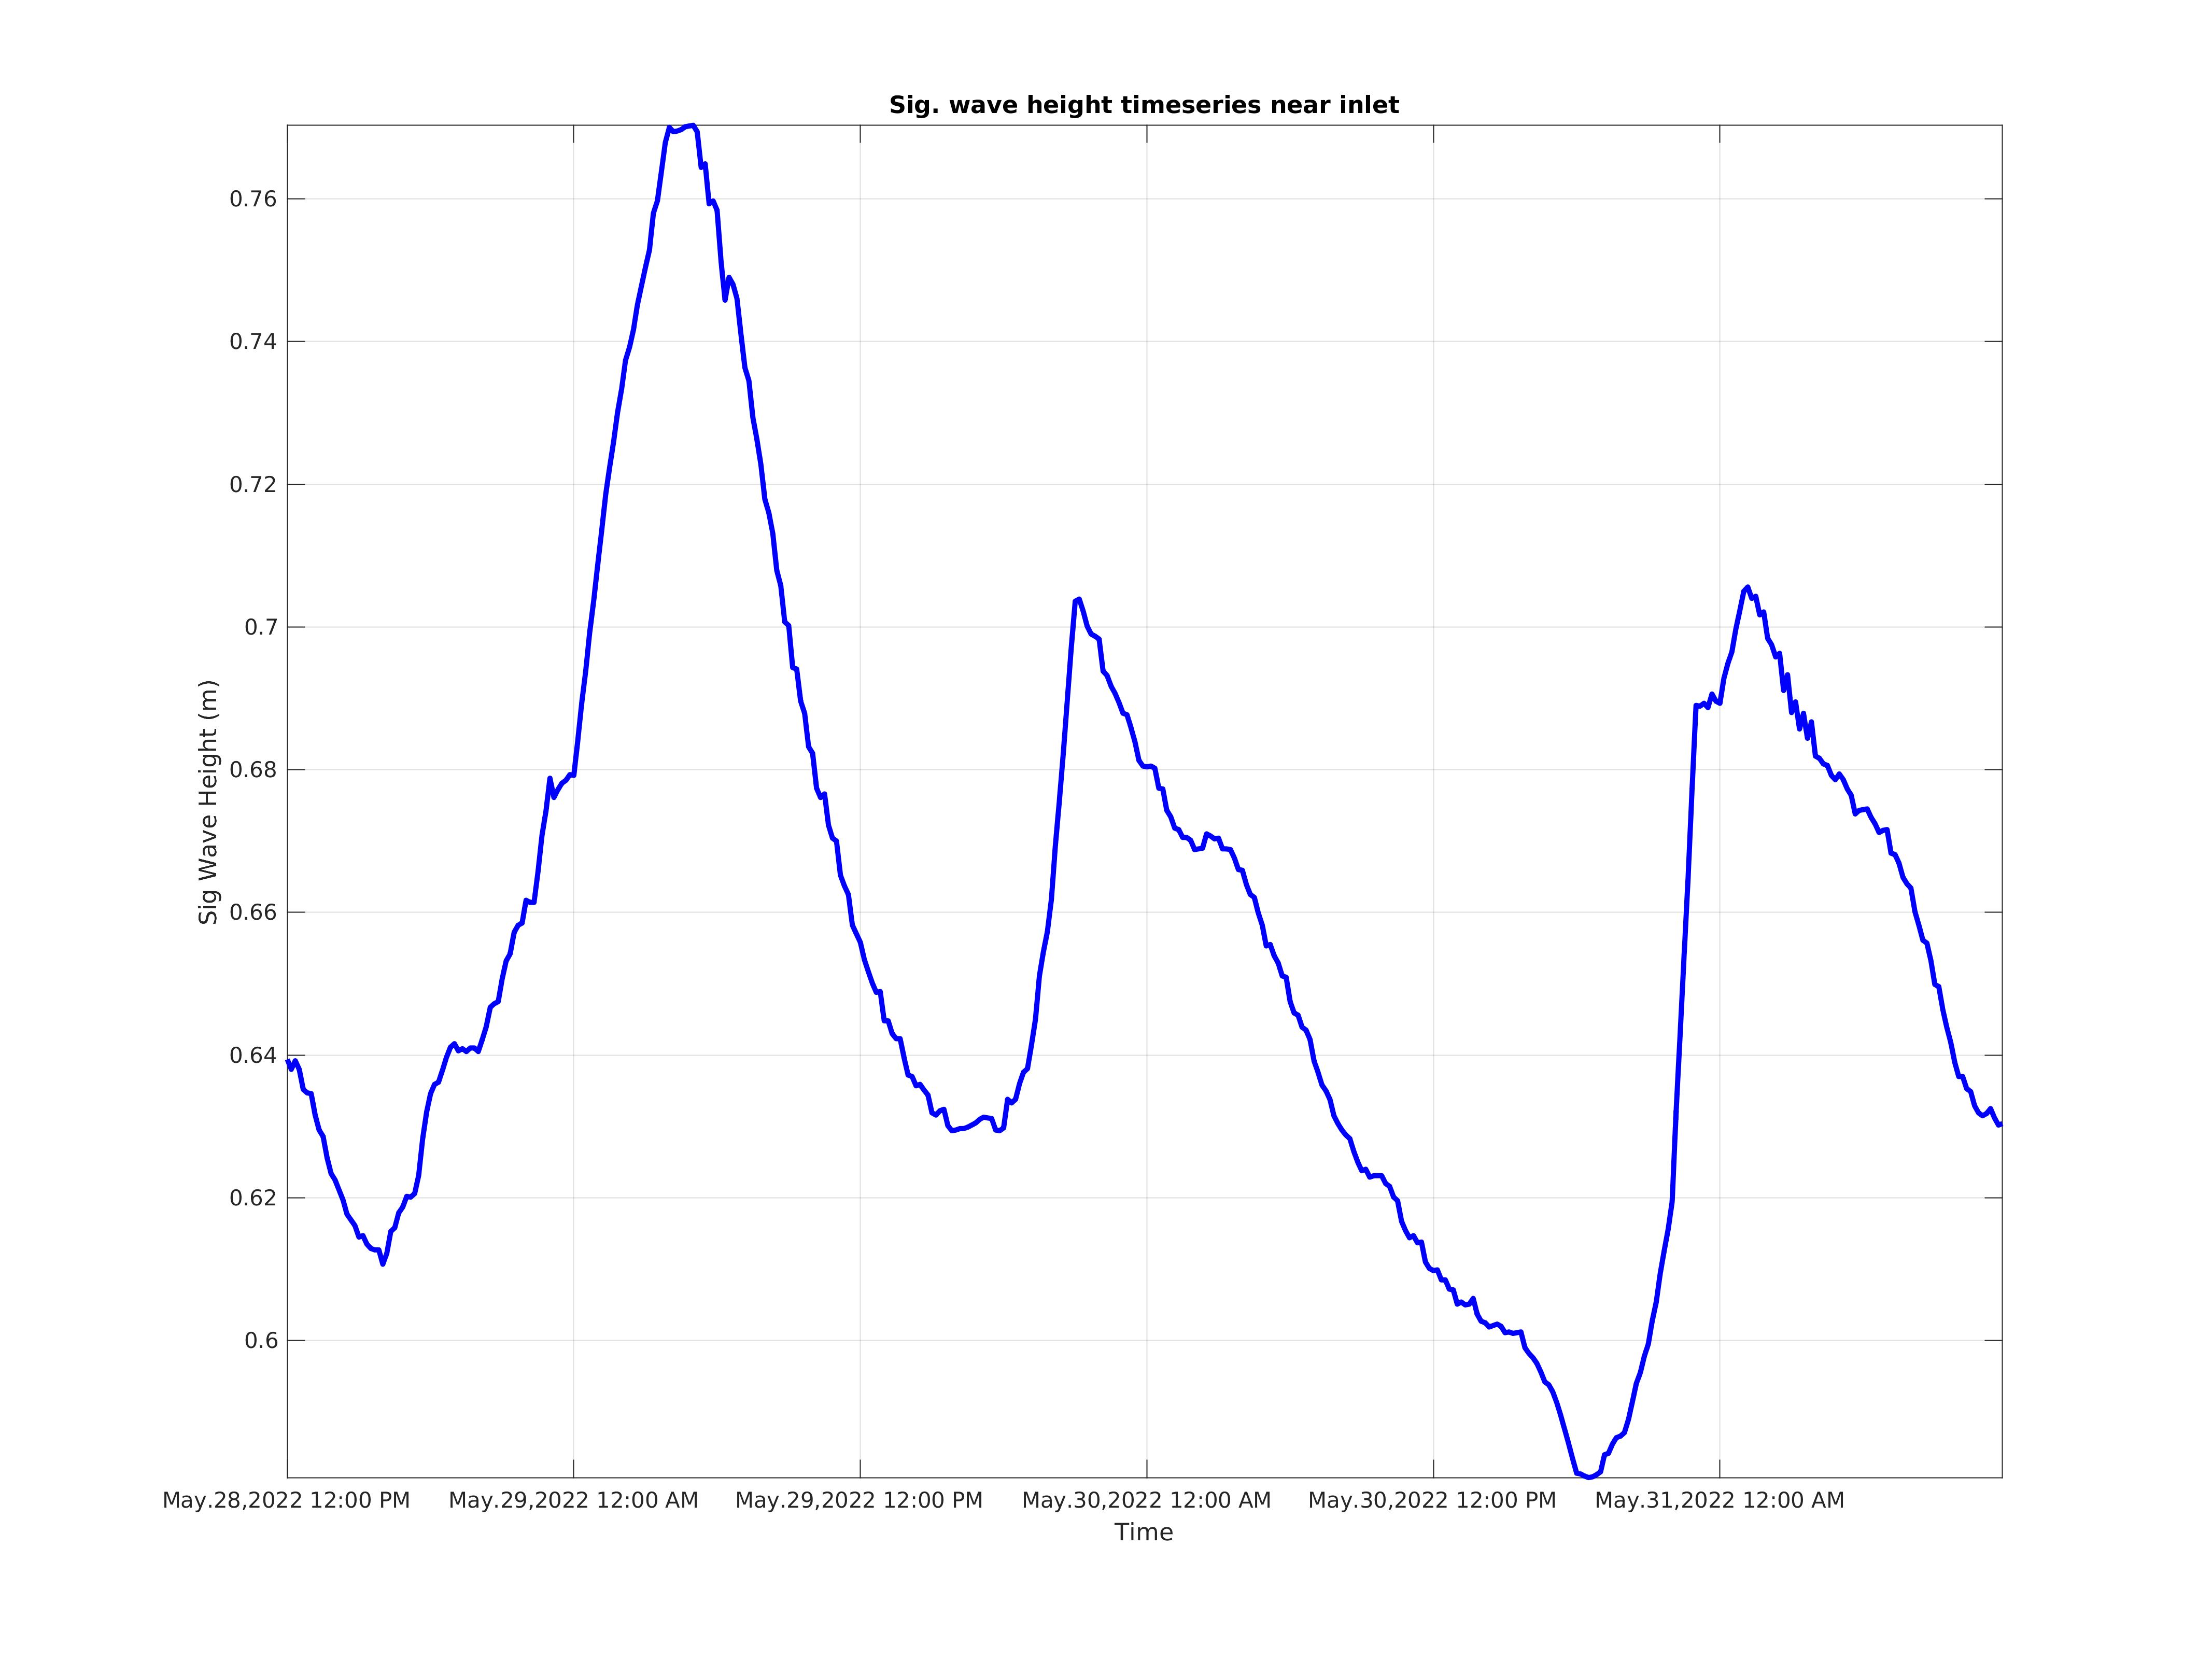 Sig. wave height timeseries near inlet
0.76
0.74
0.72
0.7
0.68
0.66
0.64
0.62
0.6
Sig Wave Height (m)
May.28,2022 12:00 PM May.29,2022 12:00 AM May.29,2022 12:00 PM May.30,2022 12:00 AM May.30,2022 12:00 PM May.31,2022 12:00 AM
Time